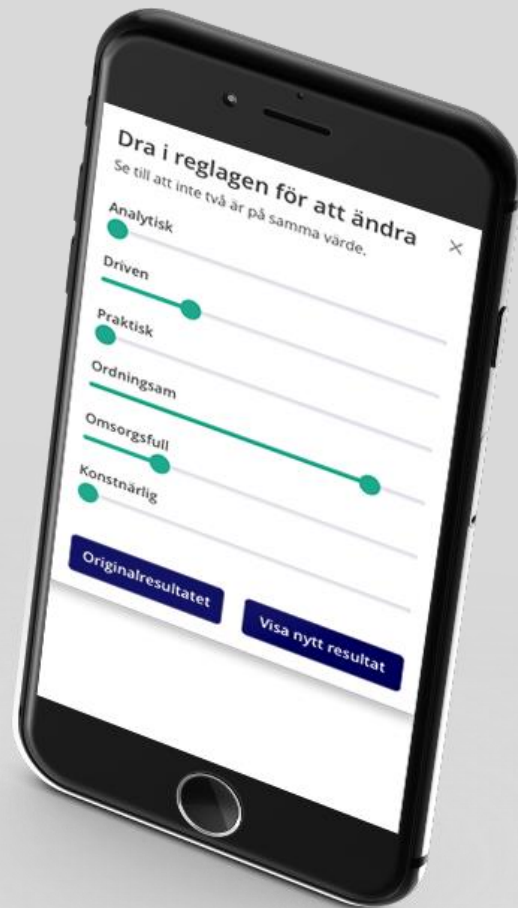 Dra i reglagen för att ändra
Se till att inte två är på samma värde.
Analytisk
Driven
Praktisk
Ordningsam
Omsorgsfull
Konstnärlig
Originalresultatet
Visa nytt resultat